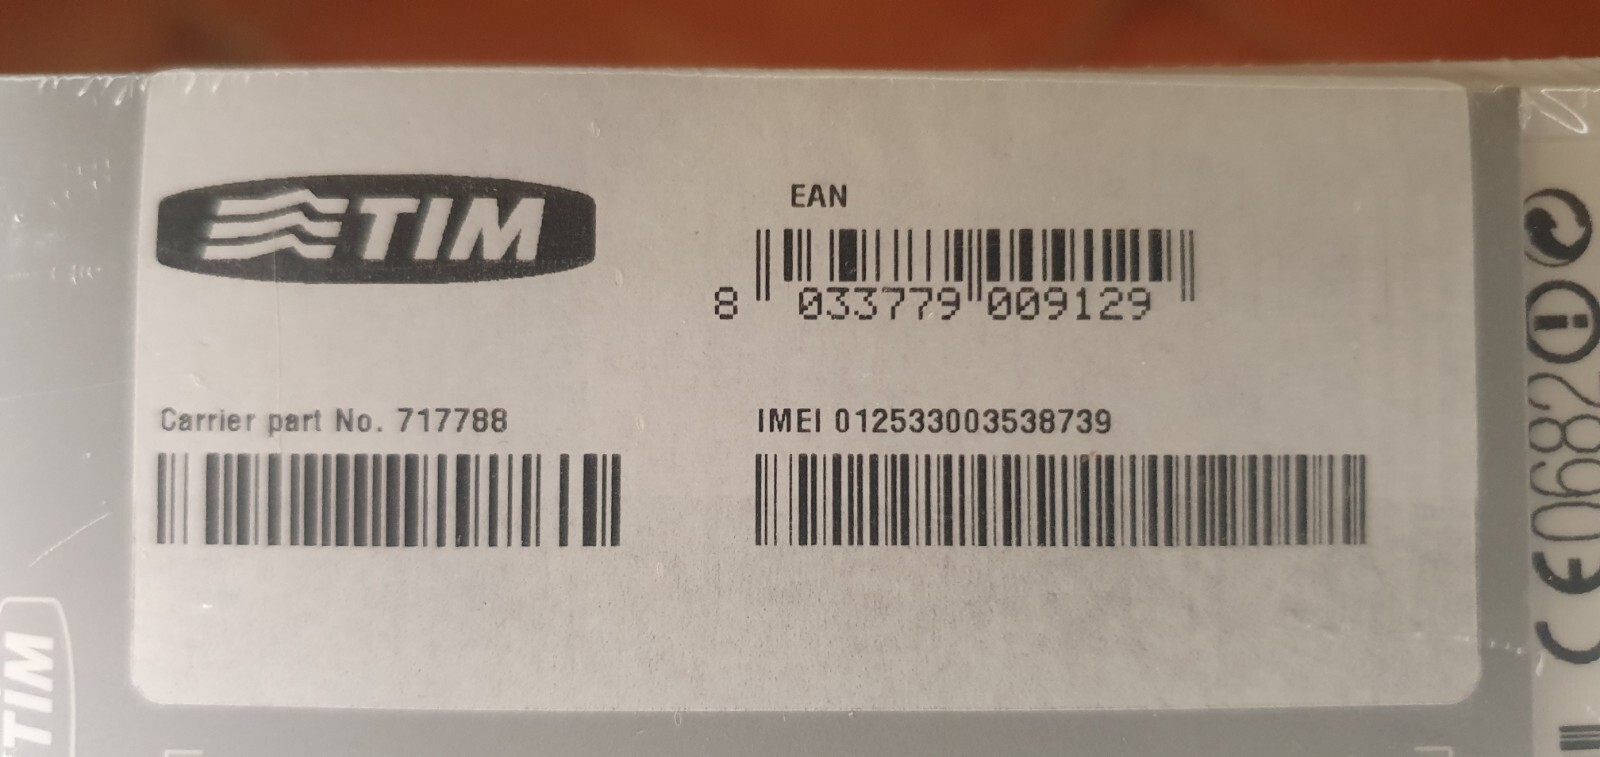 TIM
EAN
8 033779 009129
Carrier part No. 717788
IMEI 012533003538739
CE0682
TIM